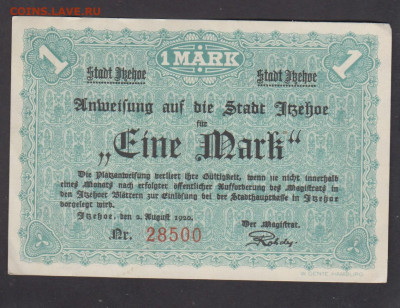 COINS.LAVE.RU
1 1 MARK 1
Stadt Itzehoe Stadt Itzehoe
Anweisung auf die Stadt Itzehoe
für
„Eine Mark“
Die Platzanweisung verliert ihre Gültigkeit, wenn sie nicht innerhalb
eines Monats nach erfolgter öffentlicher Aufforderung des Magistrats in
den Itzehoer Blättern zur Einlösung bei der Stadthauptkasse in Itzehoe
vorgelegt wird.
Itzehoe, den 2. August 1920. Der Magistrat.
Nr. 28500 Rohde